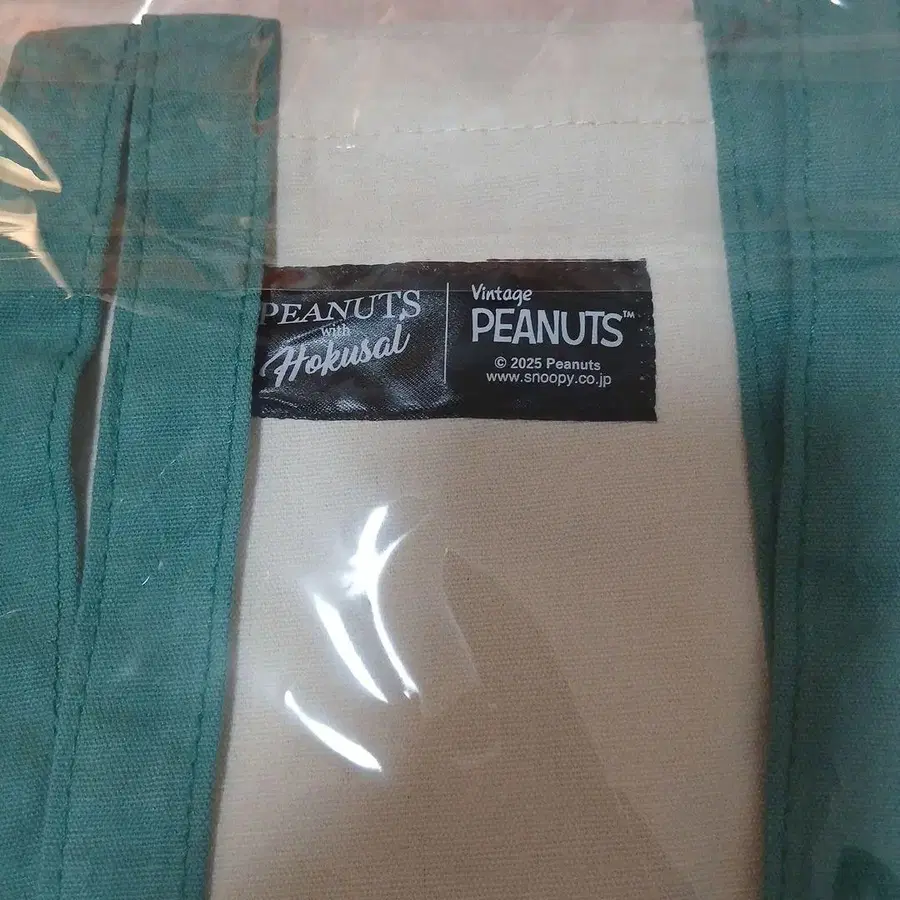 PEANUTS
with
Hokusai
Vintage
PEANUTS™
© 2025 Peanuts
www.snoopy.co.jp